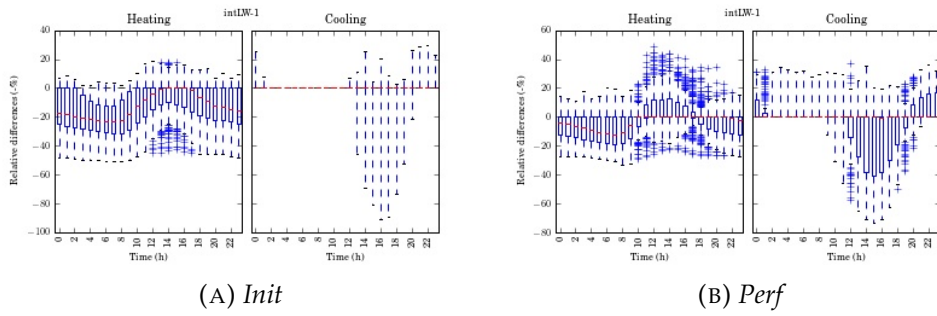 intLW-1
Heating Cooling
Relative differences (-%)
40
20
0
−20
−40
−60
−80
−100
0 2 4 6 8 10 12 14 16 18 20 22
0 2 4 6 8 10 12 14 16 18 20 22
Time (h) Time (h)
(A) Init
intLW-1
Heating Cooling
Relative differences (-%)
60
40
20
0
−20
−40
−60
−80
0 2 4 6 8 10 12 14 16 18 20 22
0 2 4 6 8 10 12 14 16 18 20 22
Time (h) Time (h)
(B) Perf